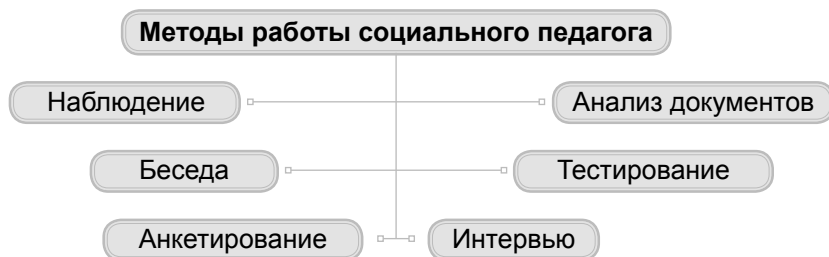 Методы работы социального педагога
Наблюдение
Анализ документов
Беседа
Тестирование
Анкетирование
Интервью